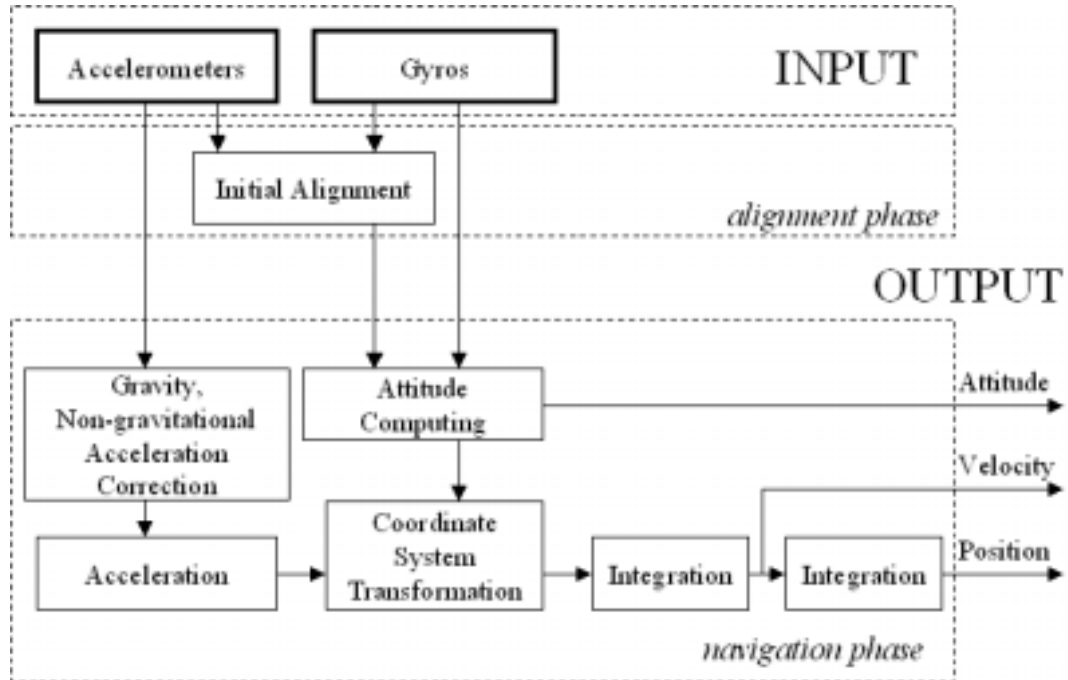 Accelerometers
Gyros
INPUT
Initial Alignment
alignment phase
OUTPUT
Gravity,
Non-gravitational
Acceleration
Correction
Attitude
Computing
Attitude
Velocity
Acceleration
Coordinate
System
Transformation
Integration
Integration
Position
navigation phase